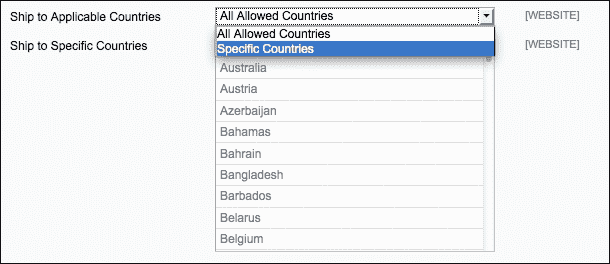 Ship to Applicable Countries All Allowed Countries [WEBSITE]
All Allowed Countries
Ship to Specific Countries Specific Countries [WEBSITE]
Australia
Austria
Azerbaijan
Bahamas
Bahrain
Bangladesh
Barbados
Belarus
Belgium